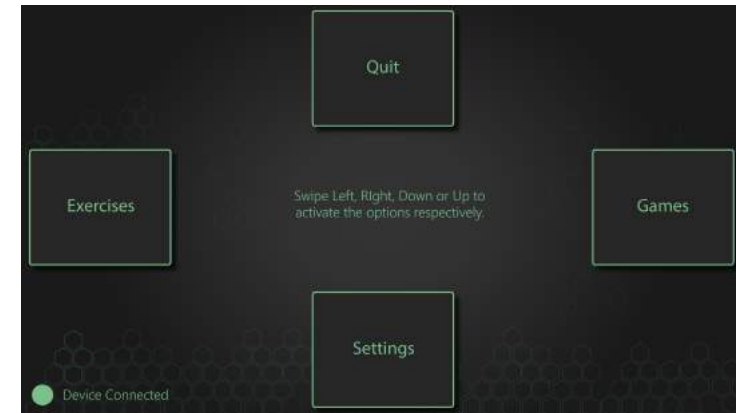 Quit
Exercises
Swipe Left, RIght, Down or Up to
activate the options respectively.
Games
Settings
Device Connected